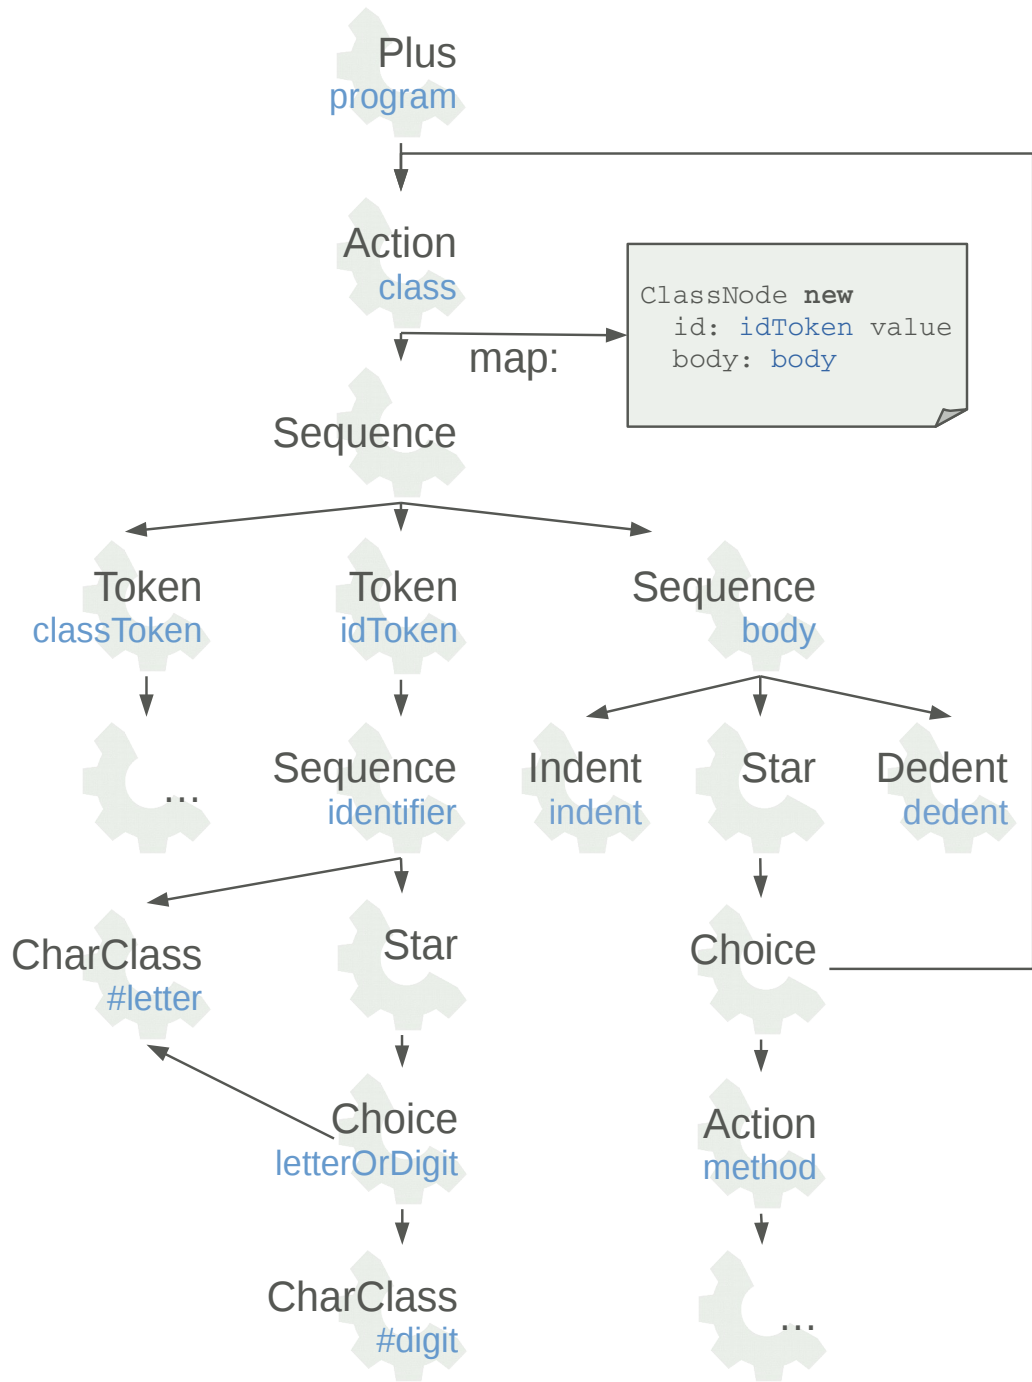 Plus
program
Action
class
map:
ClassNode new
id: idToken value
body: body
Sequence
Token
classToken
Token
idToken
Sequence
body
...
Sequence
identifier
Indent
indent
Star
Dedent
dedent
CharClass
#letter
Star
Choice
Choice
letterOrDigit
Action
method
CharClass
#digit
...